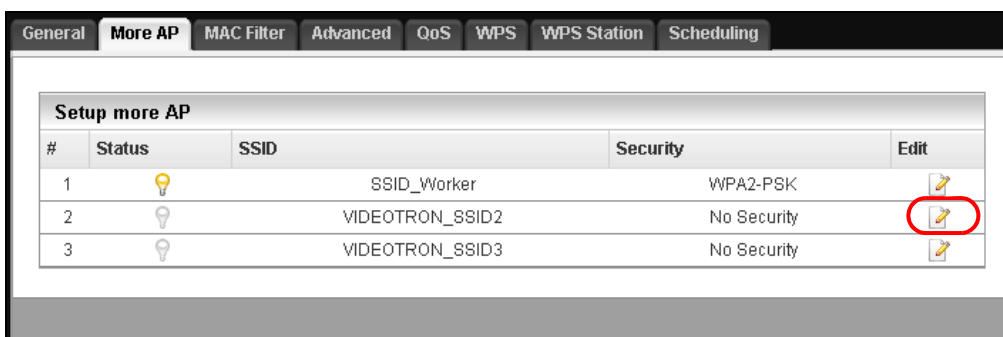 General More AP MAC Filter Advanced QoS WPS WPS Station Scheduling
Setup more AP
# Status SSID Security Edit
1 SSID_Worker WPA2-PSK
2 VIDEOTRON_SSID2 No Security
3 VIDEOTRON_SSID3 No Security